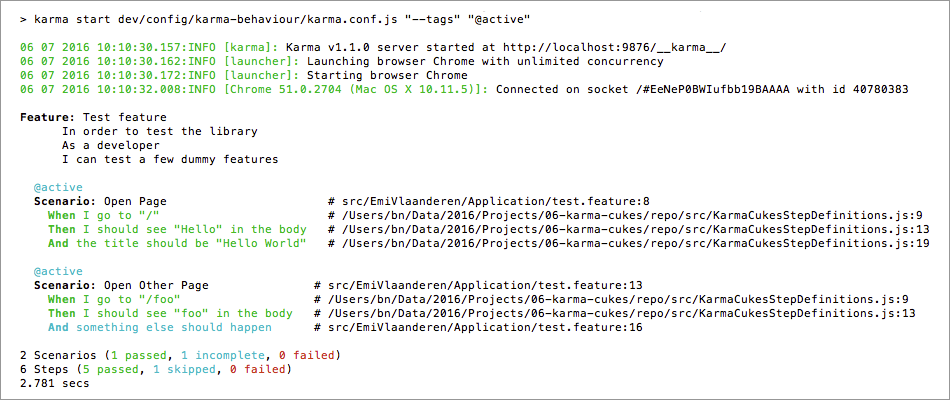 > karma start dev/config/karma-behaviour/karma.conf.js "--tags" "@active"
06 07 2016 10:10:30.157:INFO [karma]: Karma v1.1.0 server started at http://localhost:9876/__karma__/
06 07 2016 10:10:30.162:INFO [launcher]: Launching browser Chrome with unlimited concurrency
06 07 2016 10:10:30.172:INFO [launcher]: Starting browser Chrome
06 07 2016 10:10:32.008:INFO [Chrome 51.0.2704 (Mac OS X 10.11.5)]: Connected on socket /#EeNeP0BWIufbb19BAAAA with id 40780383
Feature: Test feature
In order to test the library
As a developer
I can test a few dummy features
@active
Scenario: Open Page # src/EmiVlaanderen/Application/test.feature:8
When I go to "/" # /Users/bn/Data/2016/Projects/06-karma-cukes/repo/src/KarmaCukesStepDefinitions.js:9
Then I should see "Hello" in the body # /Users/bn/Data/2016/Projects/06-karma-cukes/repo/src/KarmaCukesStepDefinitions.js:13
And the title should be "Hello World" # /Users/bn/Data/2016/Projects/06-karma-cukes/repo/src/KarmaCukesStepDefinitions.js:19
@active
Scenario: Open Other Page # src/EmiVlaanderen/Application/test.feature:13
When I go to "/foo" # /Users/bn/Data/2016/Projects/06-karma-cukes/repo/src/KarmaCukesStepDefinitions.js:9
Then I should see "foo" in the body # /Users/bn/Data/2016/Projects/06-karma-cukes/repo/src/KarmaCukesStepDefinitions.js:13
And something else should happen # src/EmiVlaanderen/Application/test.feature:16
2 Scenarios (1 passed, 1 incomplete, 0 failed)
6 Steps (5 passed, 1 skipped, 0 failed)
2.781 secs